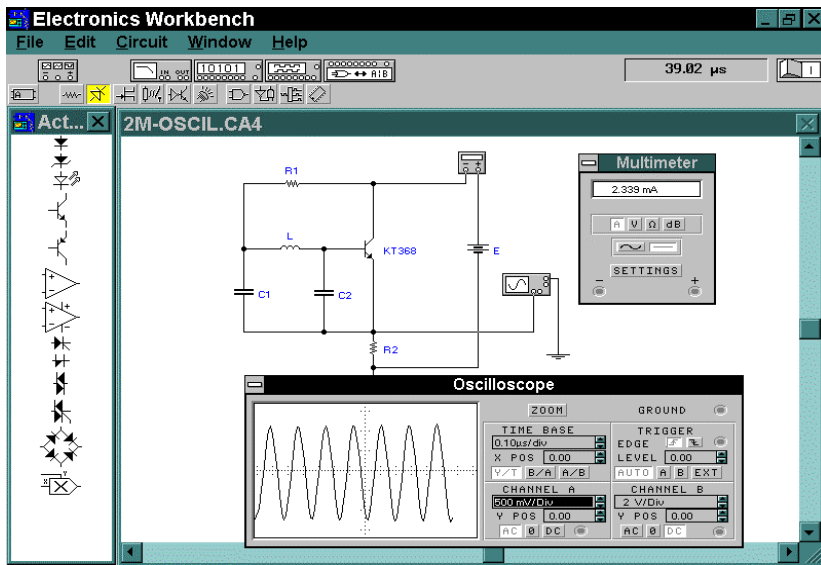 Electronics Workbench
File Edit Circuit Window Help
IN OUT 10101 A|B 39.02 µs I
A
Act... 2M-OSCIL.CA4
R1
L
KT368
E
C1
C2
R2
Multimeter
2.339 mA
A V Ω dB
SETTINGS
- +
Oscilloscope
ZOOM GROUND
TIME BASE TRIGGER
0.10µs/div EDGE
X POS 0.00 LEVEL 0.00
Y/T B/A A/B AUTO A B EXT
CHANNEL A CHANNEL B
500 mV/Div 2 V/Div
Y POS 0.00 Y POS 0.00
AC 0 DC AC 0 DC
X Y